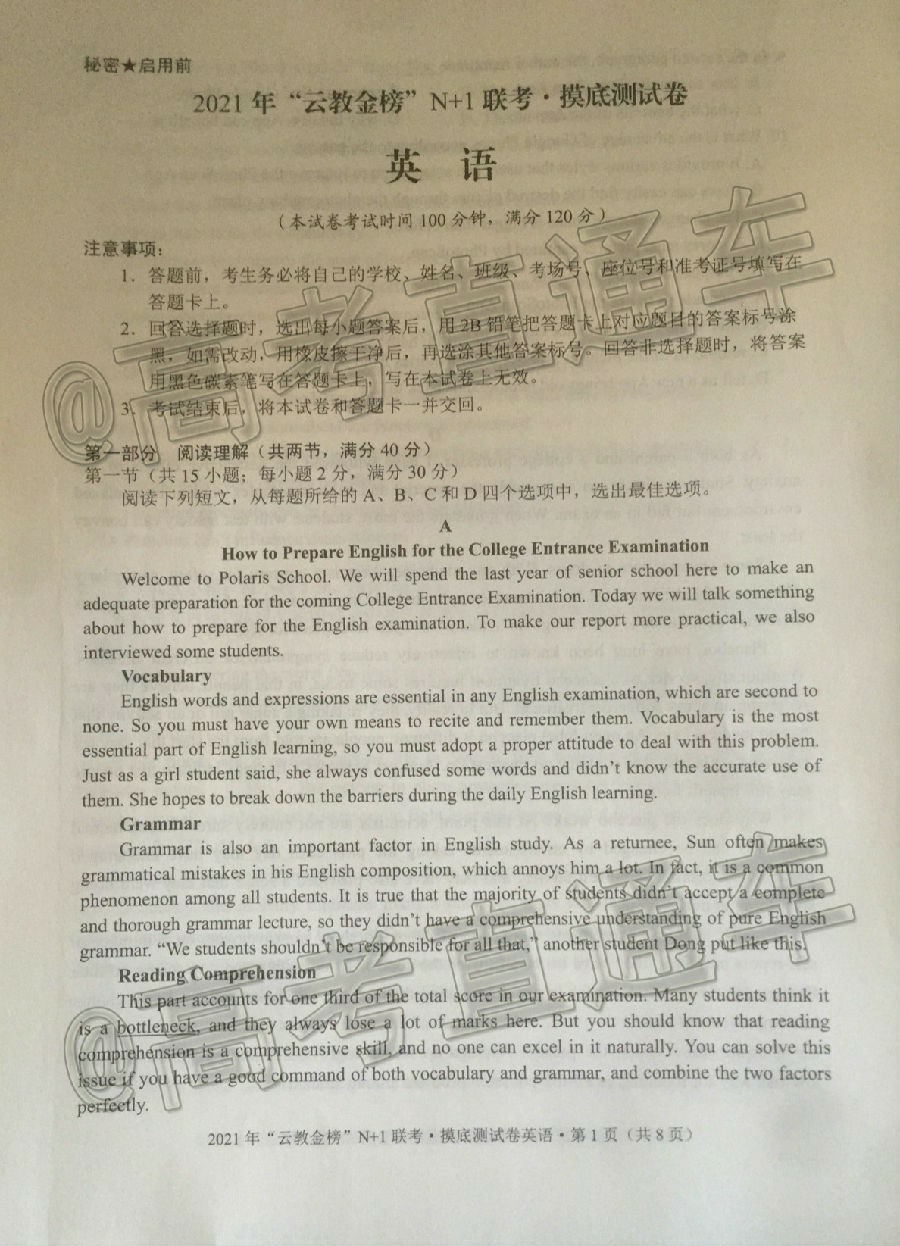 秘密★启用前
2021 年“云教金榜”N+1 联考·摸底测试卷
英 语
(本试卷考试时间 100 分钟，满分 120 分)
注意事项：
1．答题前，考生务必将自己的学校、姓名、班级、考场号、座位号和准考证号填写在
答题卡上。
2．回答选择题时，选出每小题答案后，用 2B 铅笔把答题卡上对应题目的答案标号涂
黑，如需改动，用橡皮擦干净后，再选涂其他答案标号。回答非选择题时，将答案
用黑色碳素笔写在答题卡上，写在本试卷上无效。
3．考试结束后，将本试卷和答题卡一并交回。
@高考直通车
第一部分 阅读理解（共两节，满分 40 分）
第一节（共 15 小题；每小题 2 分，满分 30 分）
阅读下列短文，从每题所给的 A、B、C 和 D 四个选项中，选出最佳选项。
A
How to Prepare English for the College Entrance Examination
Welcome to Polaris School. We will spend the last year of senior school here to make an
adequate preparation for the coming College Entrance Examination. Today we will talk something
about how to prepare for the English examination. To make our report more practical, we also
interviewed some students.
Vocabulary
English words and expressions are essential in any English examination, which are second to
none. So you must have your own means to recite and remember them. Vocabulary is the most
essential part of English learning, so you must adopt a proper attitude to deal with this problem.
Just as a girl student said, she always confused some words and didn’t know the accurate use of
them. She hopes to break down the barriers during the daily English learning.
Grammar
Grammar is also an important factor in English study. As a returnee, Sun often makes
grammatical mistakes in his English composition, which annoys him a lot. In fact, it is a common
phenomenon among all students. It is true that the majority of students didn’t accept a complete
and thorough grammar lecture, so they didn’t have a comprehensive understanding of pure English
grammar. “We students shouldn’t be responsible for all that,” another student Dong put like this.
Reading Comprehension
This part accounts for one third of the total score in our examination. Many students think it
is a bottleneck, and they always lose a lot of marks here. But you should know that reading
comprehension is a comprehensive skill, and no one can excel in it naturally. You can solve this
issue if you have a good command of both vocabulary and grammar, and combine the two factors
perfectly.
@高考直通车
2021 年“云教金榜”N+1 联考·摸底测试卷英语·第 1 页（共 8 页）